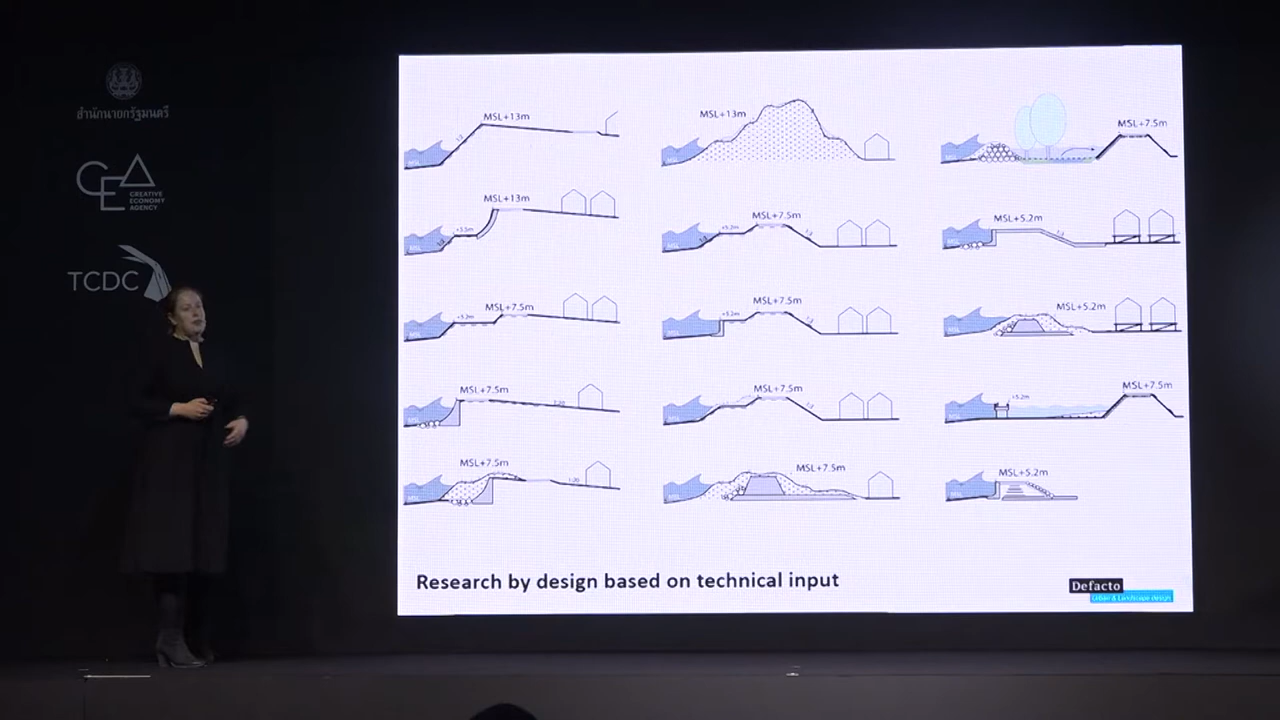 สำนักนายกรัฐมนตรี
CEA
CREATIVE
ECONOMY
AGENCY
TCDC
MSL+13m
MSL+13m
MSL+7.5m
MSL+13m
MSL+7.5m
MSL+5.2m
MSL+7.5m
MSL+7.5m
MSL+5.2m
MSL+7.5m
MSL+7.5m
MSL+7.5m
MSL+7.5m
MSL+7.5m
MSL+5.2m
Research by design based on technical input
Defacto
Urban & Landscape design